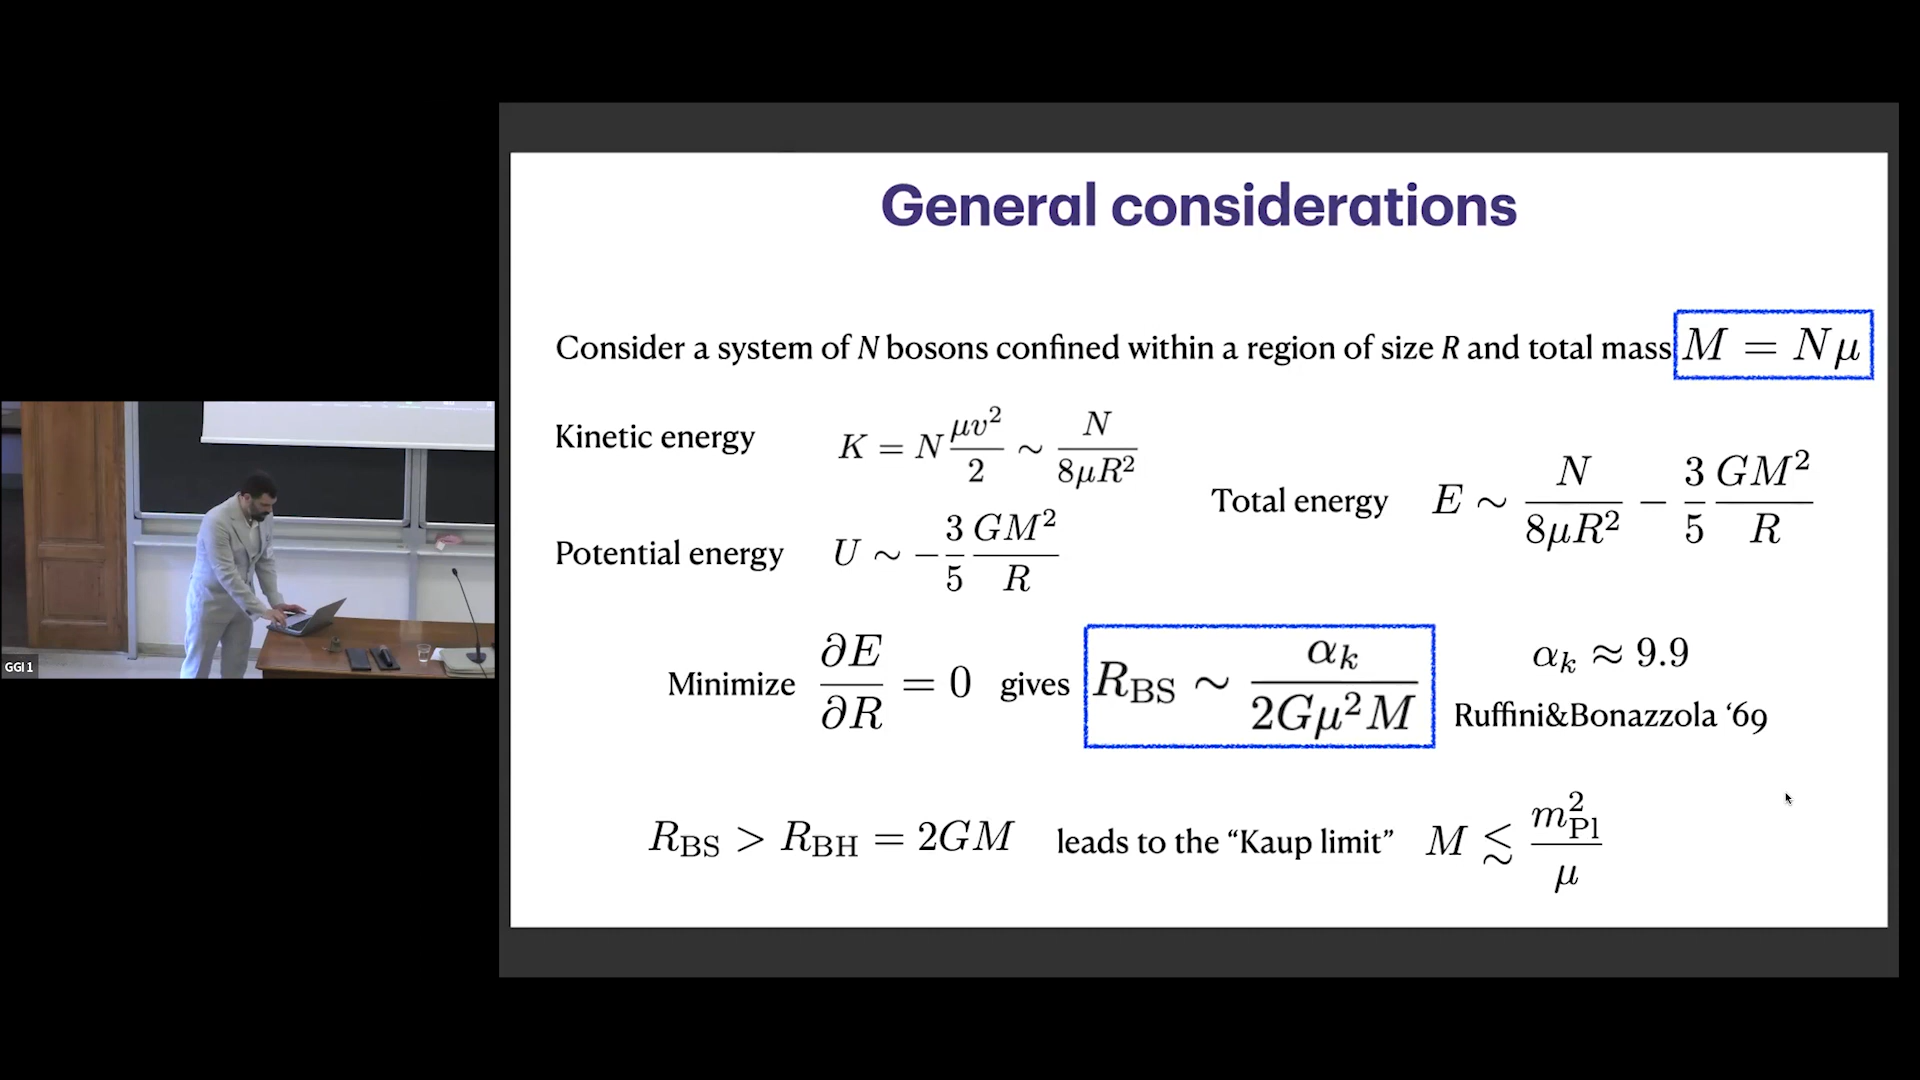 General considerations
Consider a system of N bosons confined within a region of size R and total mass M = Nμ
Kinetic energy K = N μv²/2 ∼ N/8μR²
Total energy E ∼ N/8μR² − 3/5 GM²/R
Potential energy U ∼ −3/5 GM²/R
Minimize ∂E/∂R = 0 gives R_BS ∼ α_k/2Gμ²M
α_k ≈ 9.9
Ruffini&Bonazzola ‘69
R_BS > R_BH = 2GM leads to the “Kaup limit” M ≲ m²_Pl/μ
GGI 1